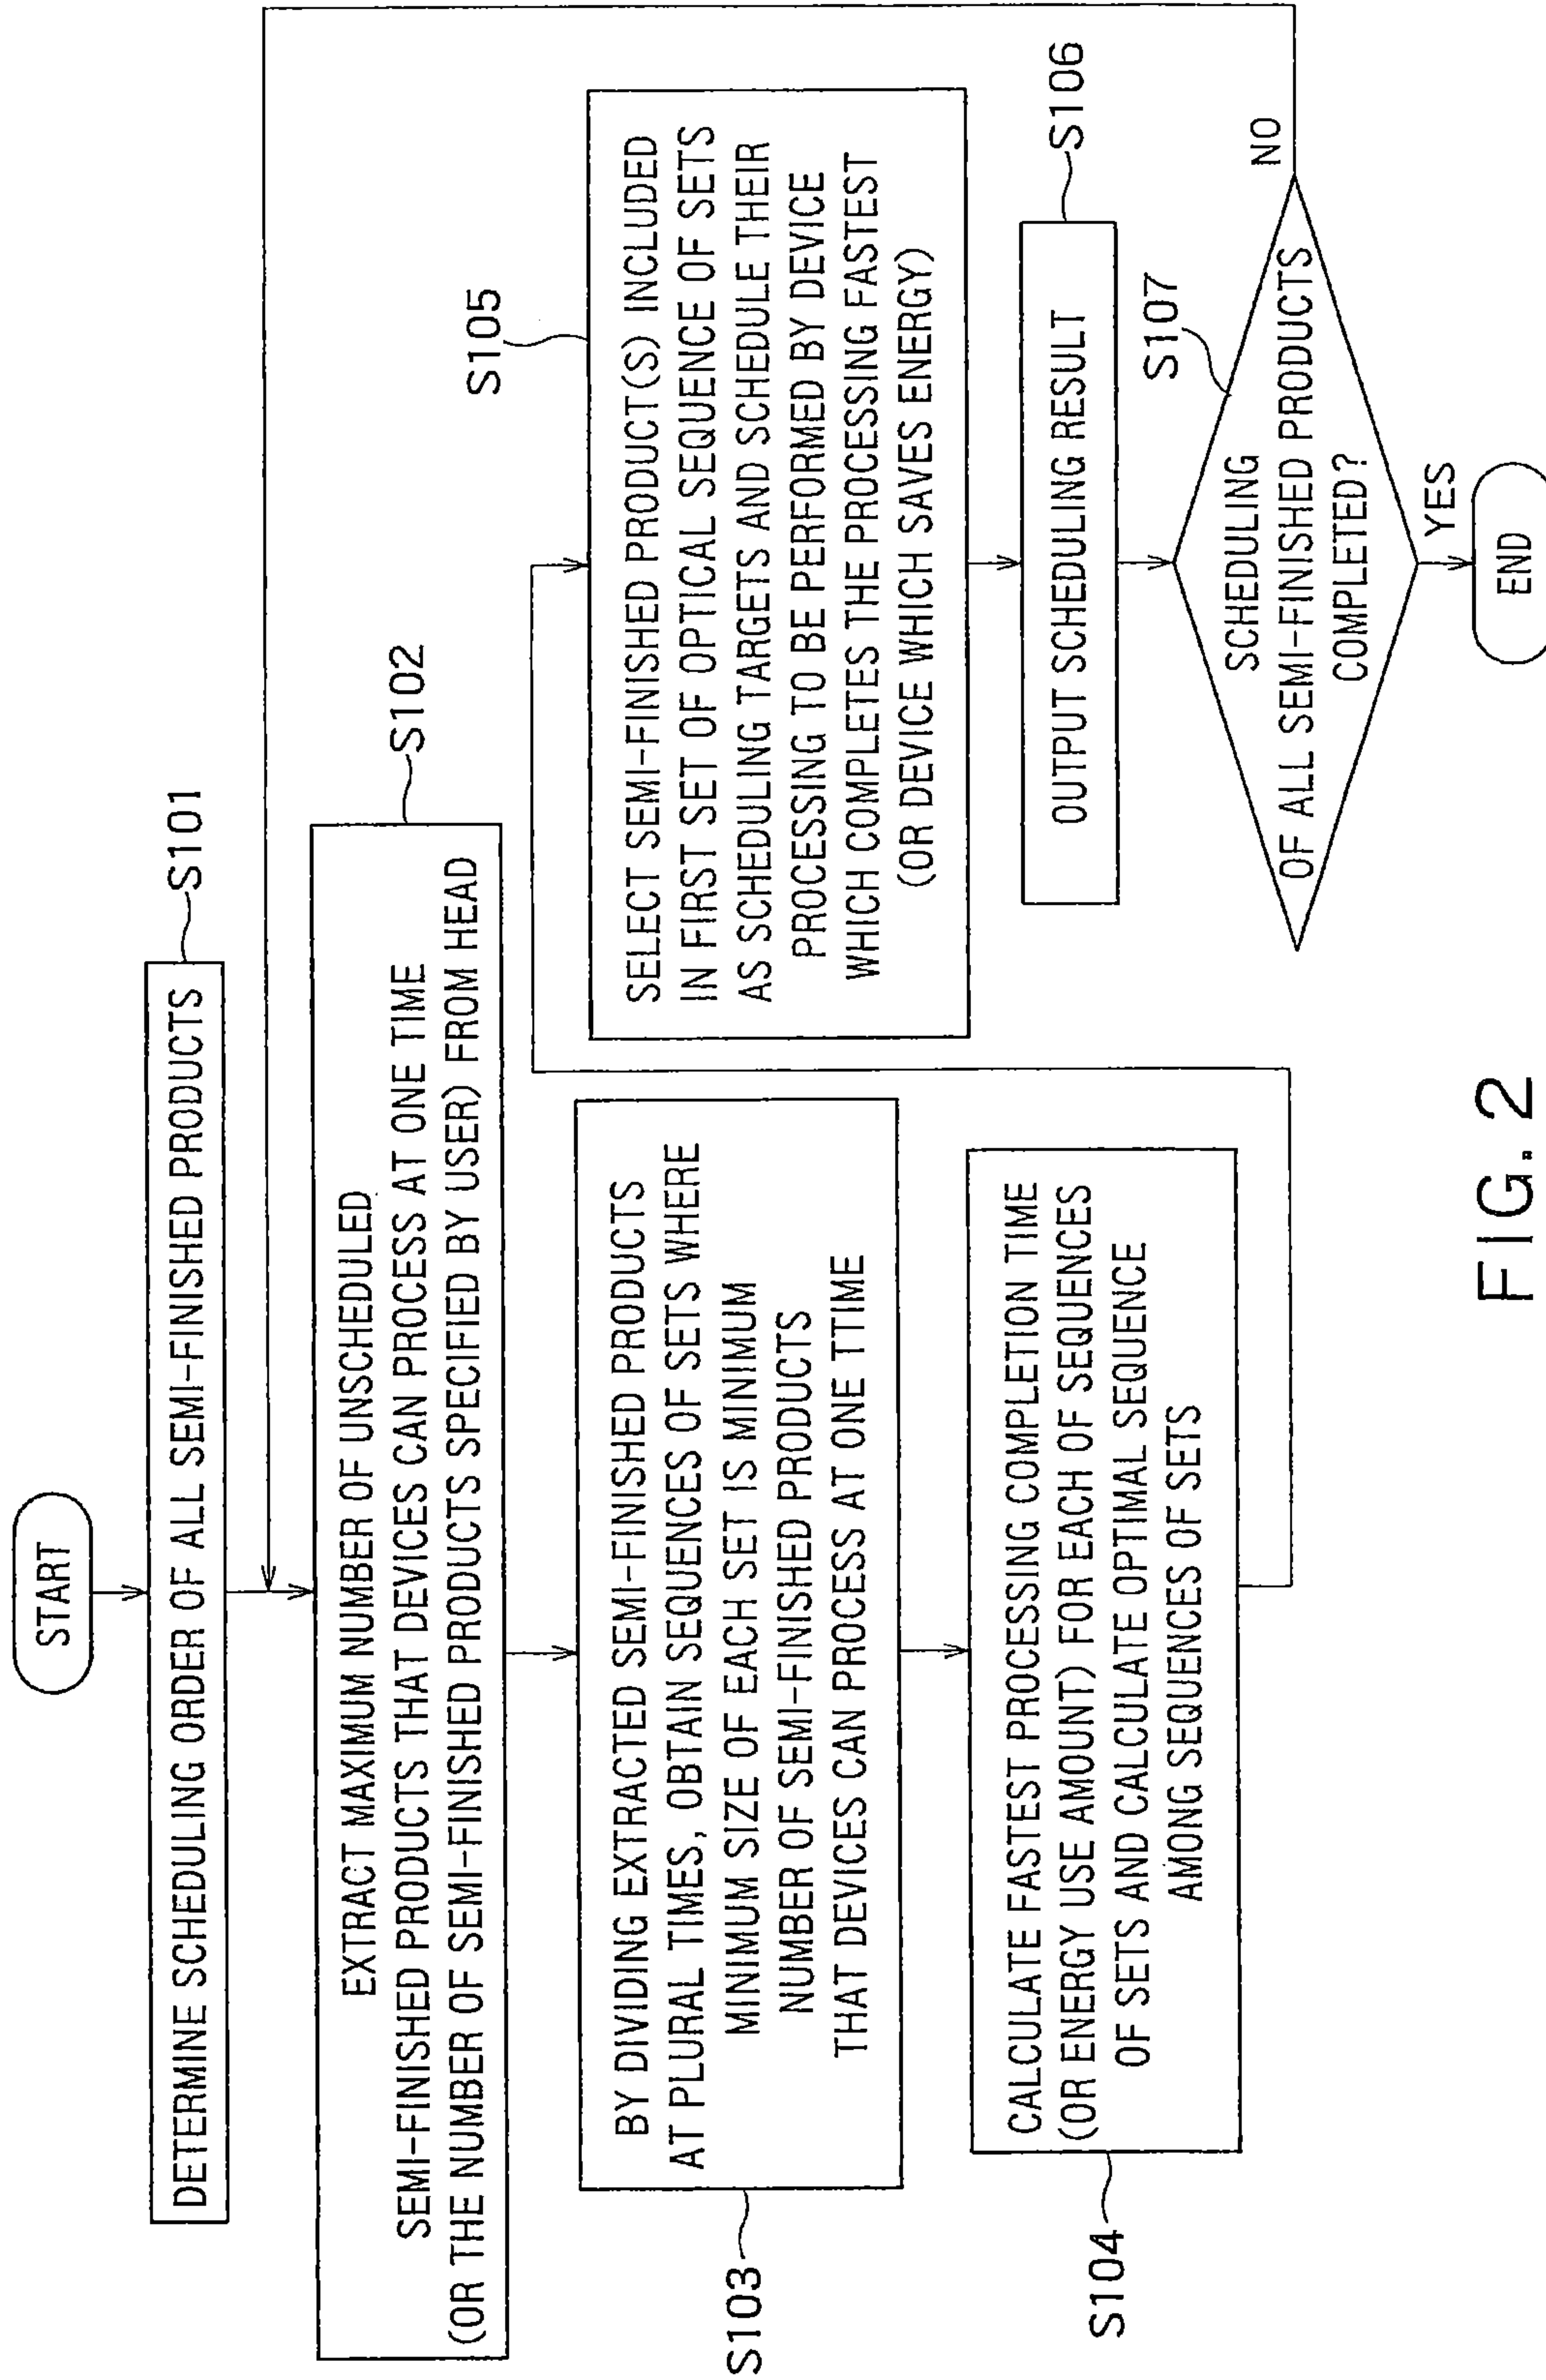 START
DETERMINE SCHEDULING ORDER OF ALL SEMI-FINISHED PRODUCTS
S101
EXTRACT MAXIMUM NUMBER OF UNSCHEDULED
SEMI-FINISHED PRODUCTS THAT DEVICES CAN PROCESS AT ONE TIME
(OR THE NUMBER OF SEMI-FINISHED PRODUCTS SPECIFIED BY USER) FROM HEAD
S102
BY DIVIDING EXTRACTED SEMI-FINISHED PRODUCTS
AT PLURAL TIMES, OBTAIN SEQUENCES OF SETS WHERE
MINIMUM SIZE OF EACH SET IS MINIMUM
NUMBER OF SEMI-FINISHED PRODUCTS
THAT DEVICES CAN PROCESS AT ONE TTIME
S103
CALCULATE FASTEST PROCESSING COMPLETION TIME
(OR ENERGY USE AMOUNT) FOR EACH OF SEQUENCES
OF SETS AND CALCULATE OPTIMAL SEQUENCE
AMONG SEQUENCES OF SETS
S104
S105
SELECT SEMI-FINISHED PRODUCT(S) INCLUDED
IN FIRST SET OF OPTICAL SEQUENCE OF SETS
AS SCHEDULING TARGETS AND SCHEDULE THEIR
PROCESSING TO BE PERFORMED BY DEVICE
WHICH COMPLETES THE PROCESSING FASTEST
(OR DEVICE WHICH SAVES ENERGY)
OUTPUT SCHEDULING RESULT
S106
S107
SCHEDULING
OF ALL SEMI-FINISHED PRODUCTS
COMPLETED?
NO
YES
END
FIG. 2